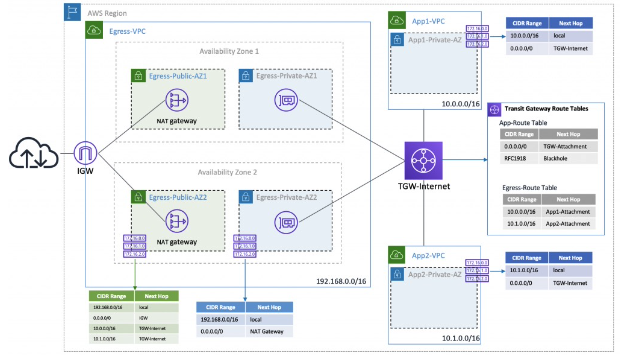 AWS Region
Egress-VPC
Availability Zone 1
Egress-Public-AZ1
NAT gateway
Egress-Private-AZ1
IGW
Availability Zone 2
Egress-Public-AZ2
NAT gateway
Egress-Private-AZ2
192.168.0.0/16
CIDR Range Next Hop
192.168.0.0/16 local
0.0.0.0/0 IGW
10.0.0.0/16 TGW-Internet
10.1.0.0/16 TGW-Internet
CIDR Range Next Hop
192.168.0.0/16 local
0.0.0.0/0 NAT Gateway
App1-VPC
App1-Private-AZ
10.0.0.0/16
CIDR Range Next Hop
10.0.0.0/16 local
0.0.0.0/0 TGW-Internet
TGW-Internet
Transit Gateway Route Tables
App-Route Table
CIDR Range Next Hop
0.0.0.0/0 TGW-Attachment
RFC1918 Blackhole
Egress-Route Table
CIDR Range Next Hop
10.0.0.0/16 App1-Attachment
10.1.0.0/16 App2-Attachment
App2-VPC
App2-Private-AZ
10.1.0.0/16
CIDR Range Next Hop
10.1.0.0/16 local
0.0.0.0/0 TGW-Internet